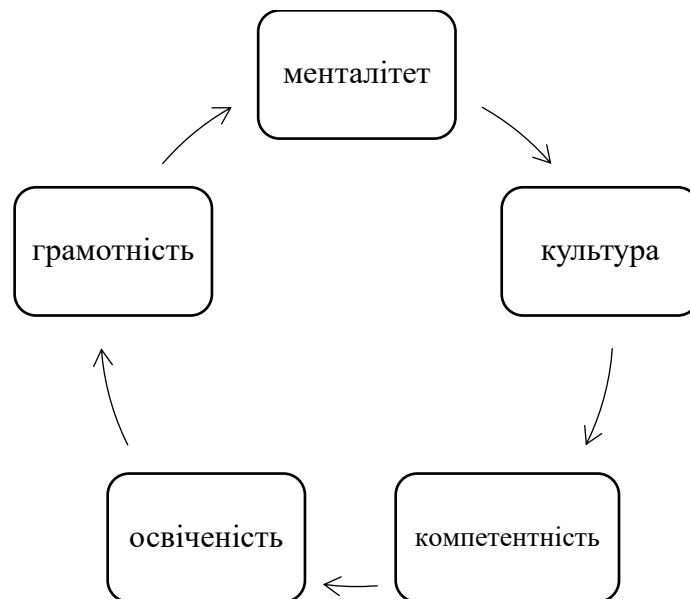 менталітет
культура
компетентність
освіченість
грамотність